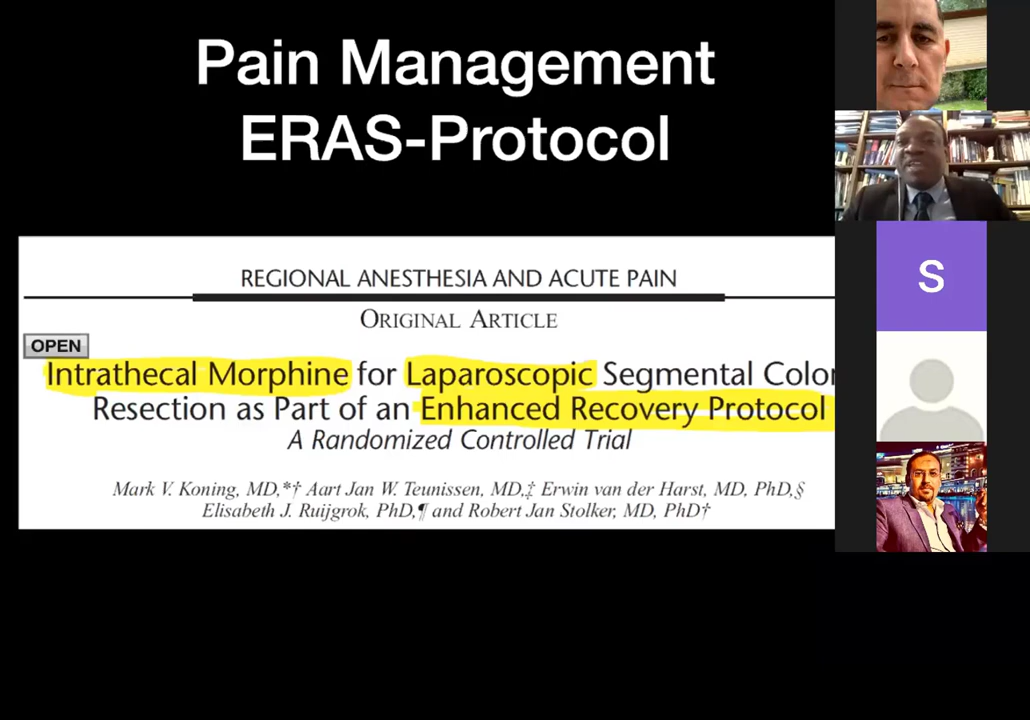 Pain Management
ERAS-Protocol
REGIONAL ANESTHESIA AND ACUTE PAIN
ORIGINAL ARTICLE
OPEN
Intrathecal Morphine for Laparoscopic Segmental Colon
Resection as Part of an Enhanced Recovery Protocol
A Randomized Controlled Trial
Mark V. Koning, MD,*† Aart Jan W. Teunissen, MD,‡ Erwin van der Harst, MD, PhD,§
Elisabeth J. Ruijgrok, PhD,¶ and Robert Jan Stolker, MD, PhD†
S